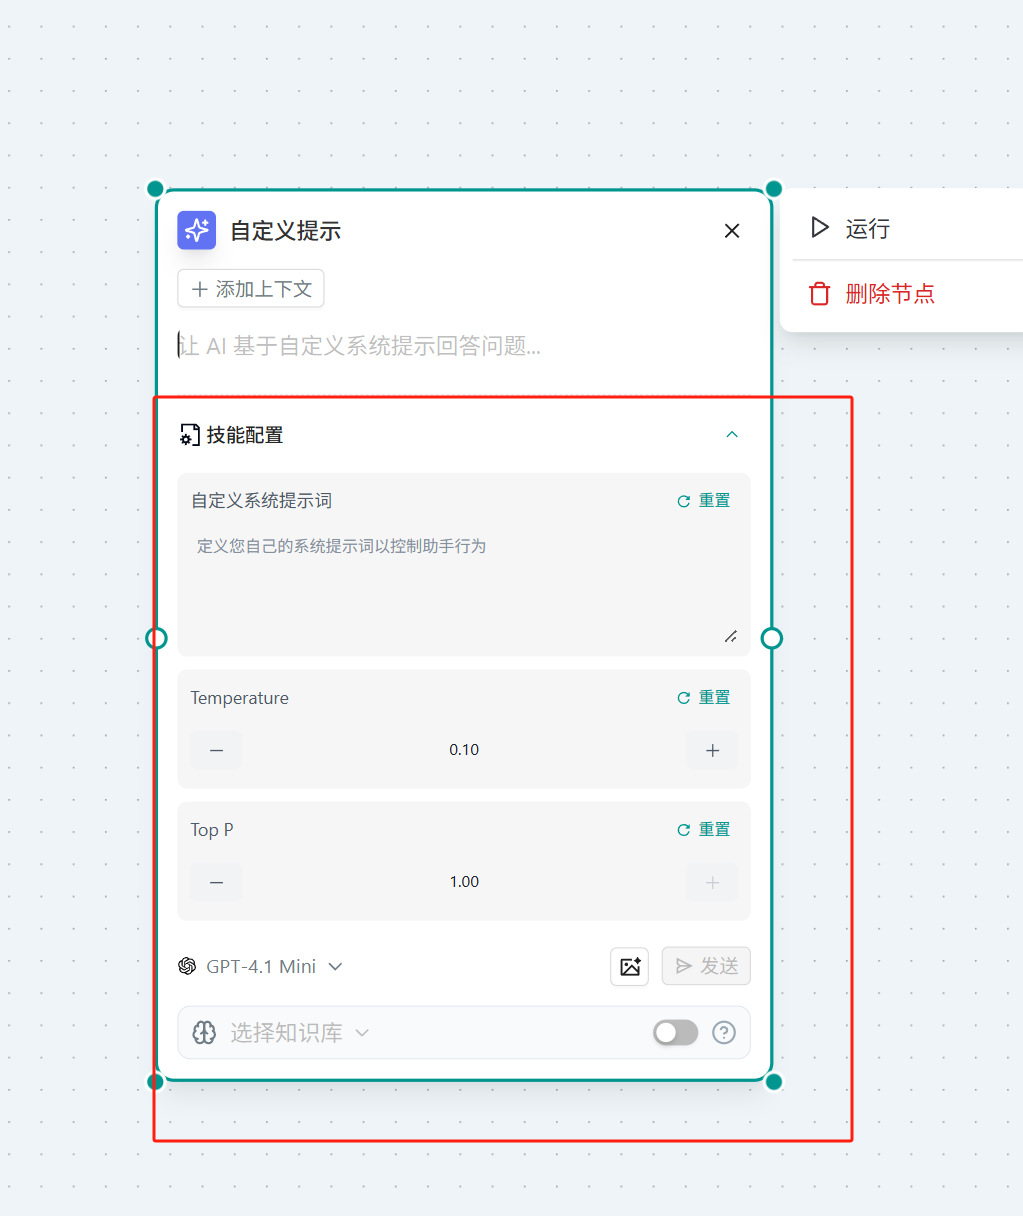 自定义提示
运行
添加上下文
删除节点
让 AI 基于自定义系统提示回答问题...
技能配置
自定义系统提示词
重置
定义您自己的系统提示词以控制助手行为
Temperature
重置
0.10
Top P
重置
1.00
GPT-4.1 Mini
发送
选择知识库